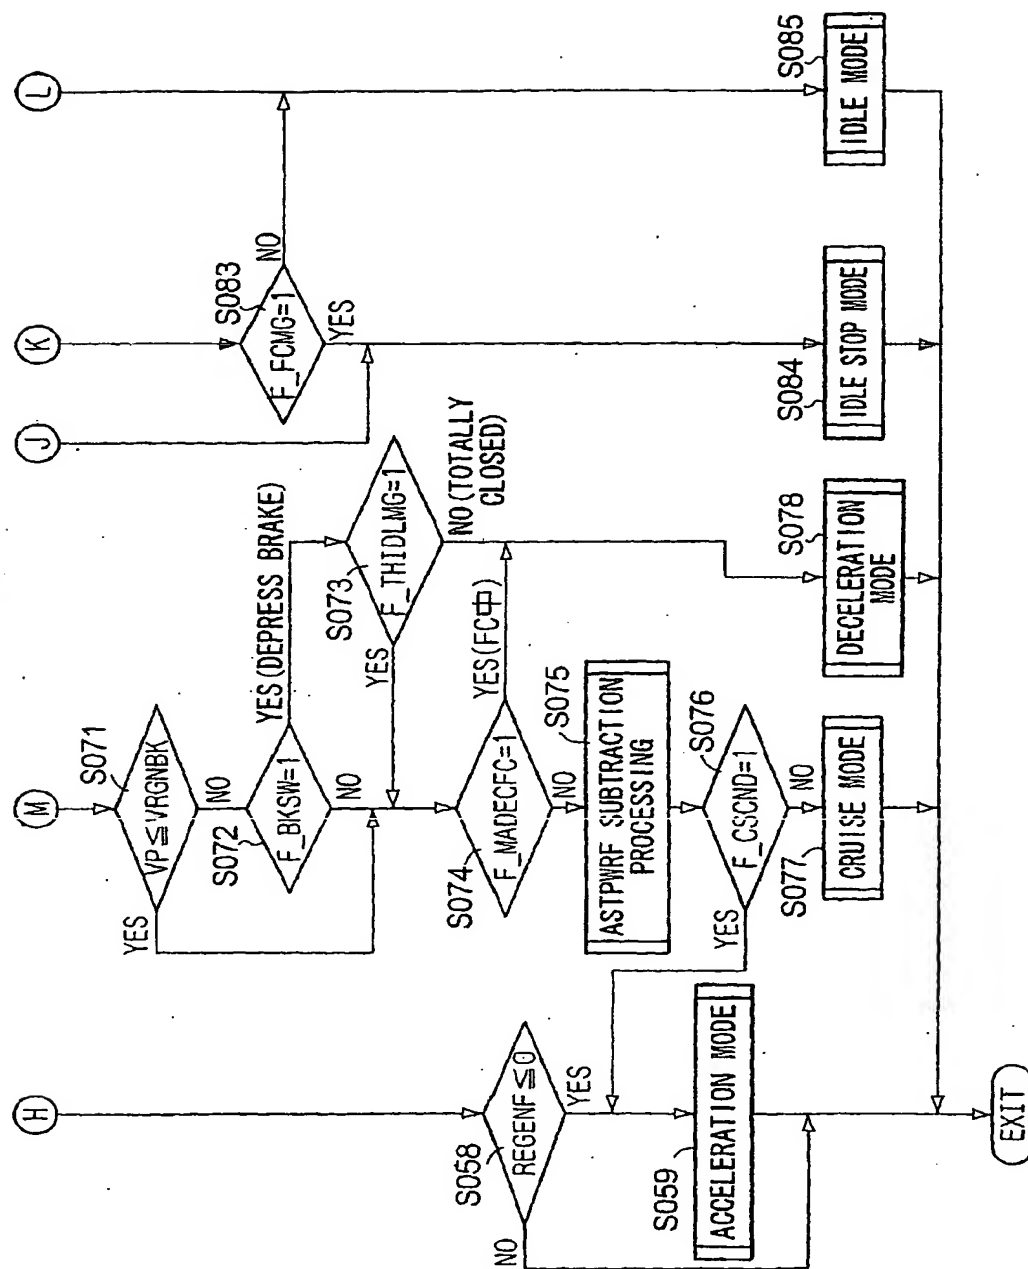 H
S058
REGENF≦0
NO
YES
S059
ACCELERATION MODE
EXIT
M
S071
VP≦VRGNBK
YES
NO
S072
F_BKSW=1
YES(DEPRESS BRAKE)
NO
S073
F_THIDLMG=1
YES
NO(TOTALLY
CLOSED)
S074
F_MADECFC=1
YES(FC中)
NO
S075
ASTPWRF SUBTRACTION
PROCESSING
S076
F_CSCND=1
YES
NO
S077
CRUISE MODE
S078
DECELERATION
MODE
J
K
S083
F_FCMG=1
NO
YES
S084
IDLE STOP MODE
L
S085
IDLE MODE